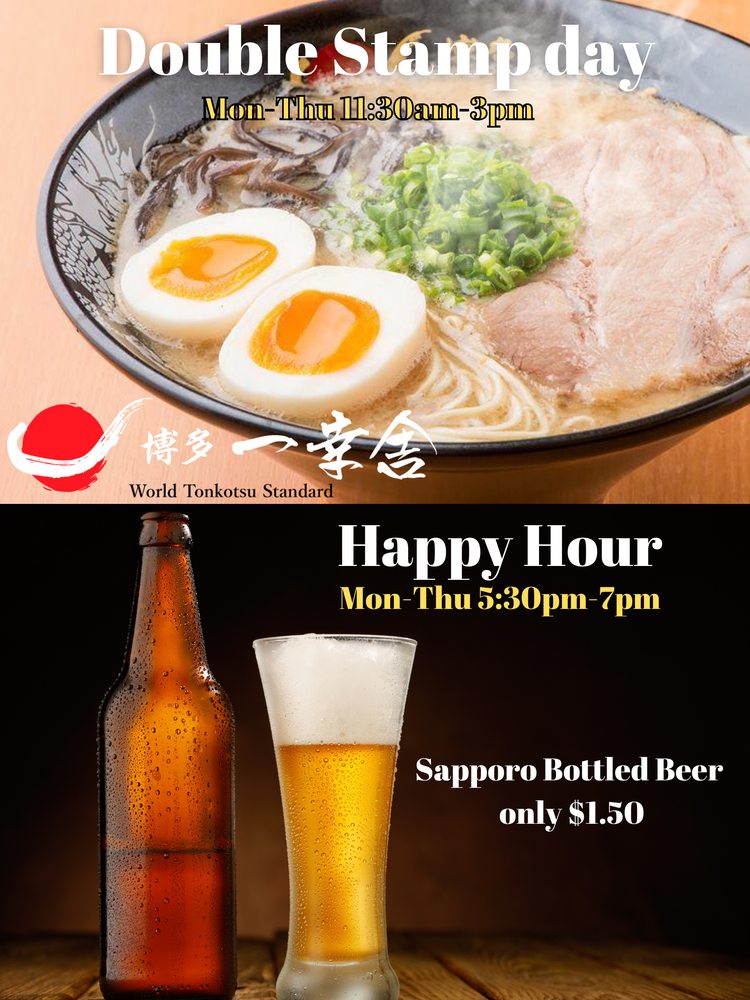 Double Stamp day
Mon-Thu 11:30am-3pm
博多 一幸舎
World Tonkotsu Standard
Happy Hour
Mon-Thu 5:30pm-7pm
Sapporo Bottled Beer
only $1.50